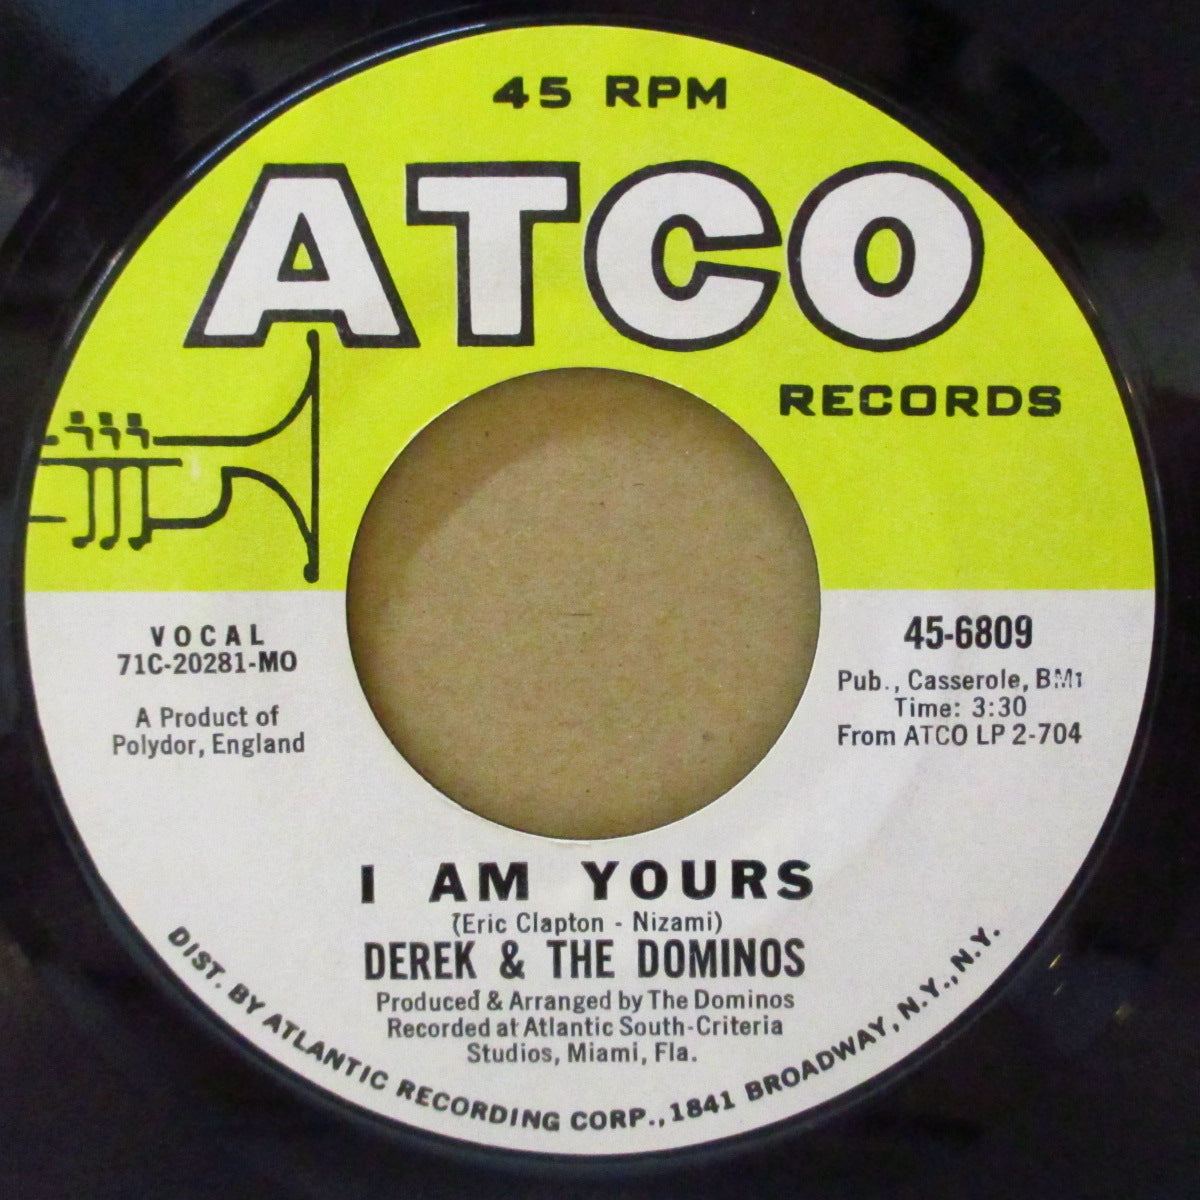 45 RPM
ATCO
RECORDS
VOCAL
71C-20281-MO
A Product of
Polydor, England
45-6809
Pub., Casserole, BMI
Time: 3:30
From ATCO LP 2-704
I AM YOURS
(Eric Clapton - Nizami)
DEREK & THE DOMINOS
Produced & Arranged by The Dominos
Recorded at Atlantic South-Criteria
Studios, Miami, Fla.
DIST. BY ATLANTIC RECORDING CORP., 1841 BROADWAY, N.Y., N.Y.